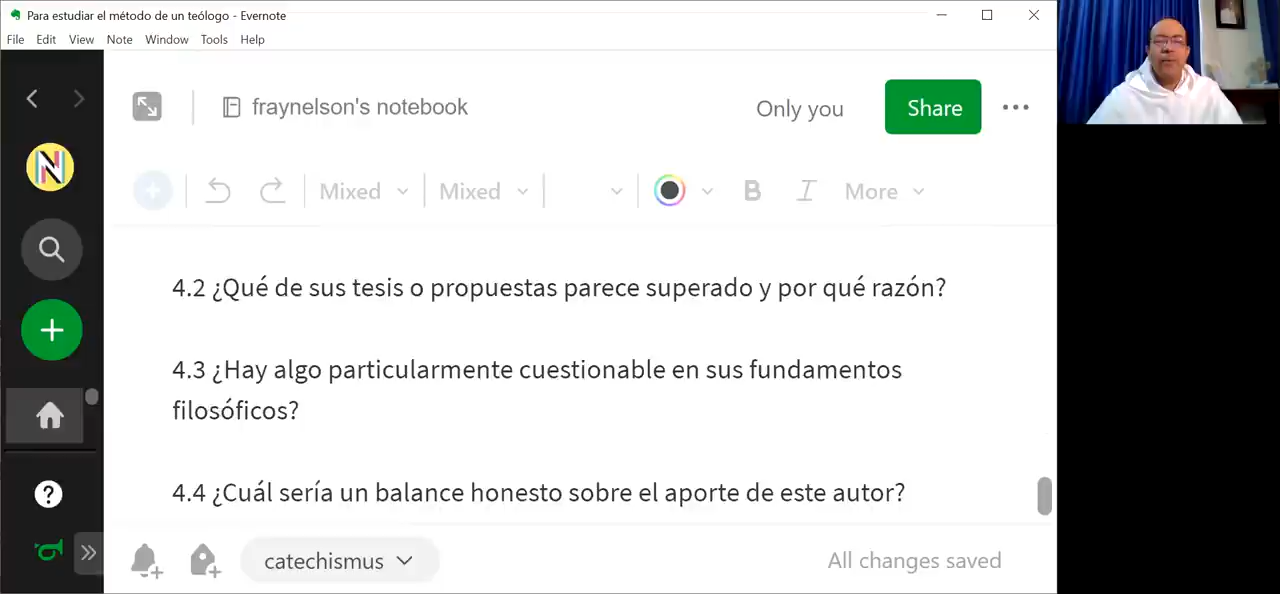 Para estudiar el método de un teólogo - Evernote
File Edit View Note Window Tools Help
fraynelson's notebook
Only you
Share
Mixed
Mixed
B
I
More
N
4.2 ¿Qué de sus tesis o propuestas parece superado y por qué razón?
4.3 ¿Hay algo particularmente cuestionable en sus fundamentos
filosóficos?
4.4 ¿Cuál sería un balance honesto sobre el aporte de este autor?
catechismus
All changes saved